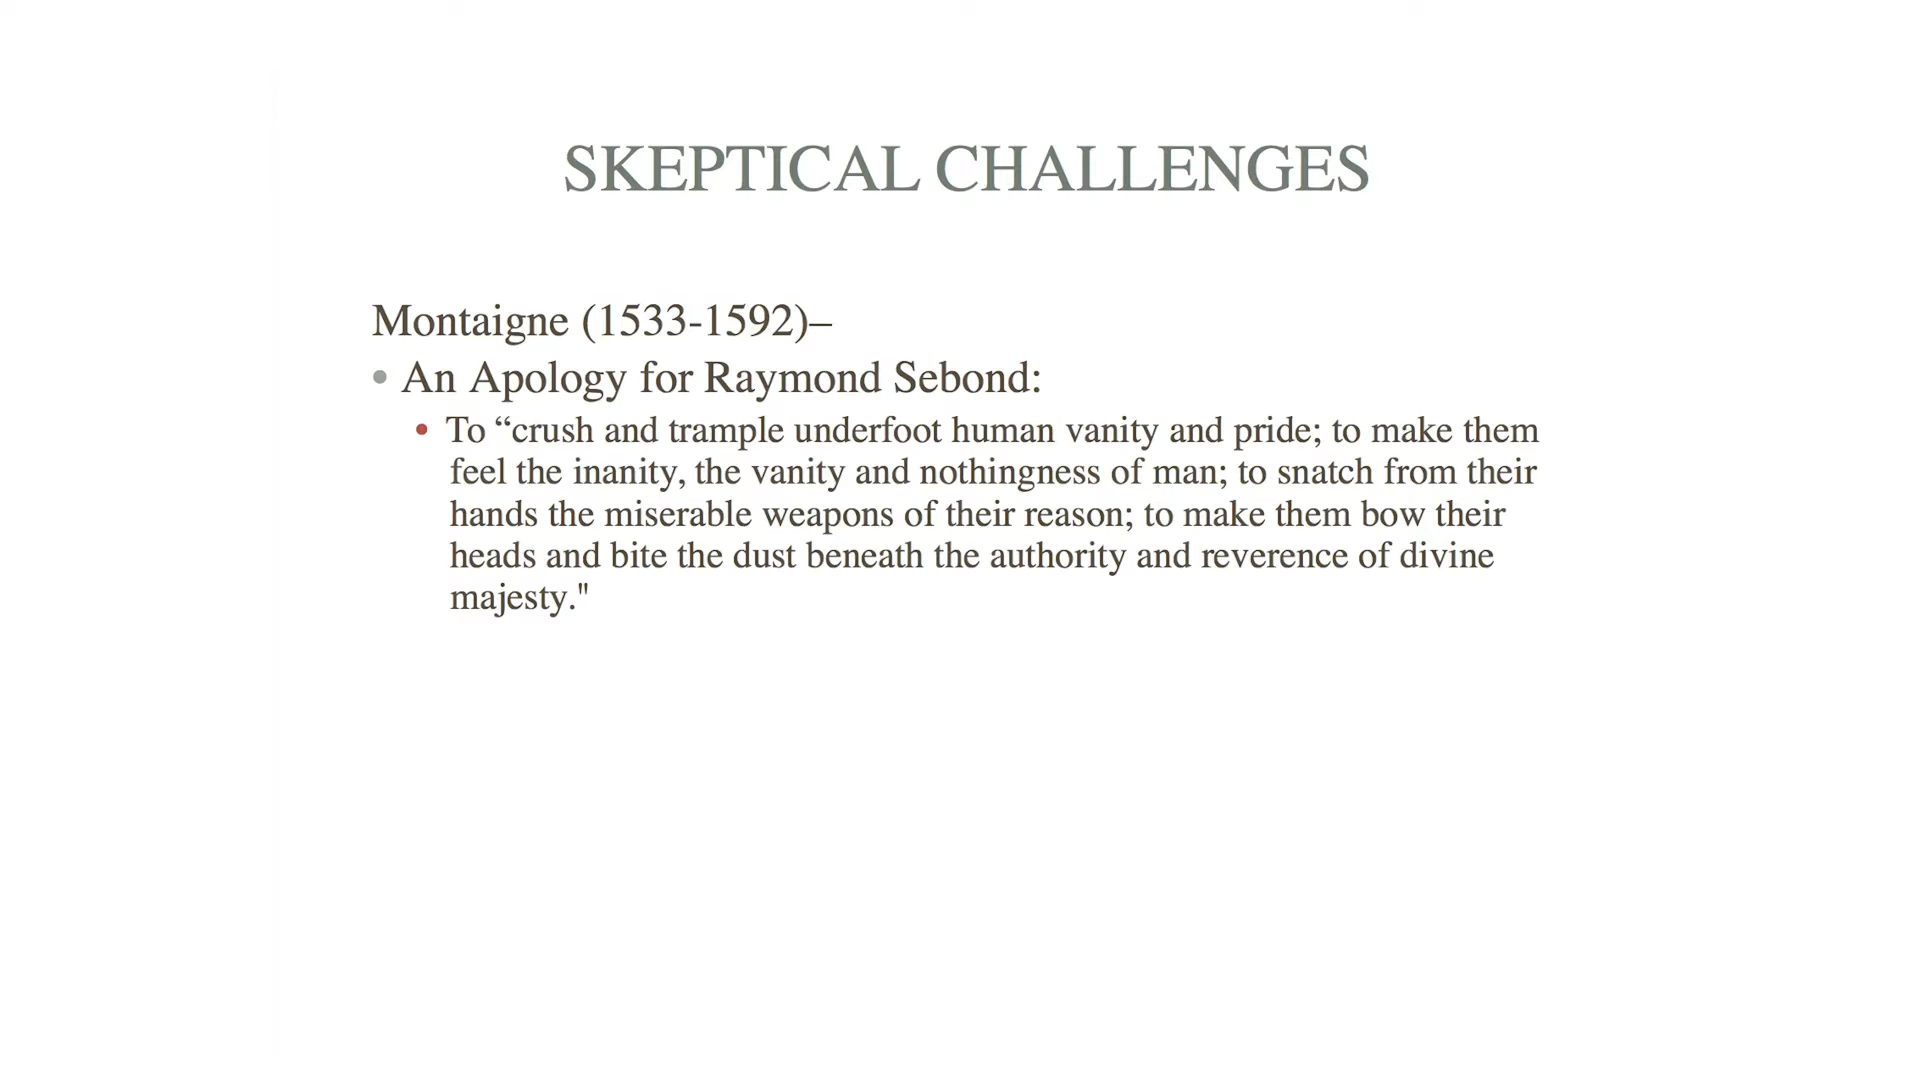 SKEPTICAL CHALLENGES
Montaigne (1533-1592)–
• An Apology for Raymond Sebond:
• To “crush and trample underfoot human vanity and pride; to make them
feel the inanity, the vanity and nothingness of man; to snatch from their
hands the miserable weapons of their reason; to make them bow their
heads and bite the dust beneath the authority and reverence of divine
majesty."